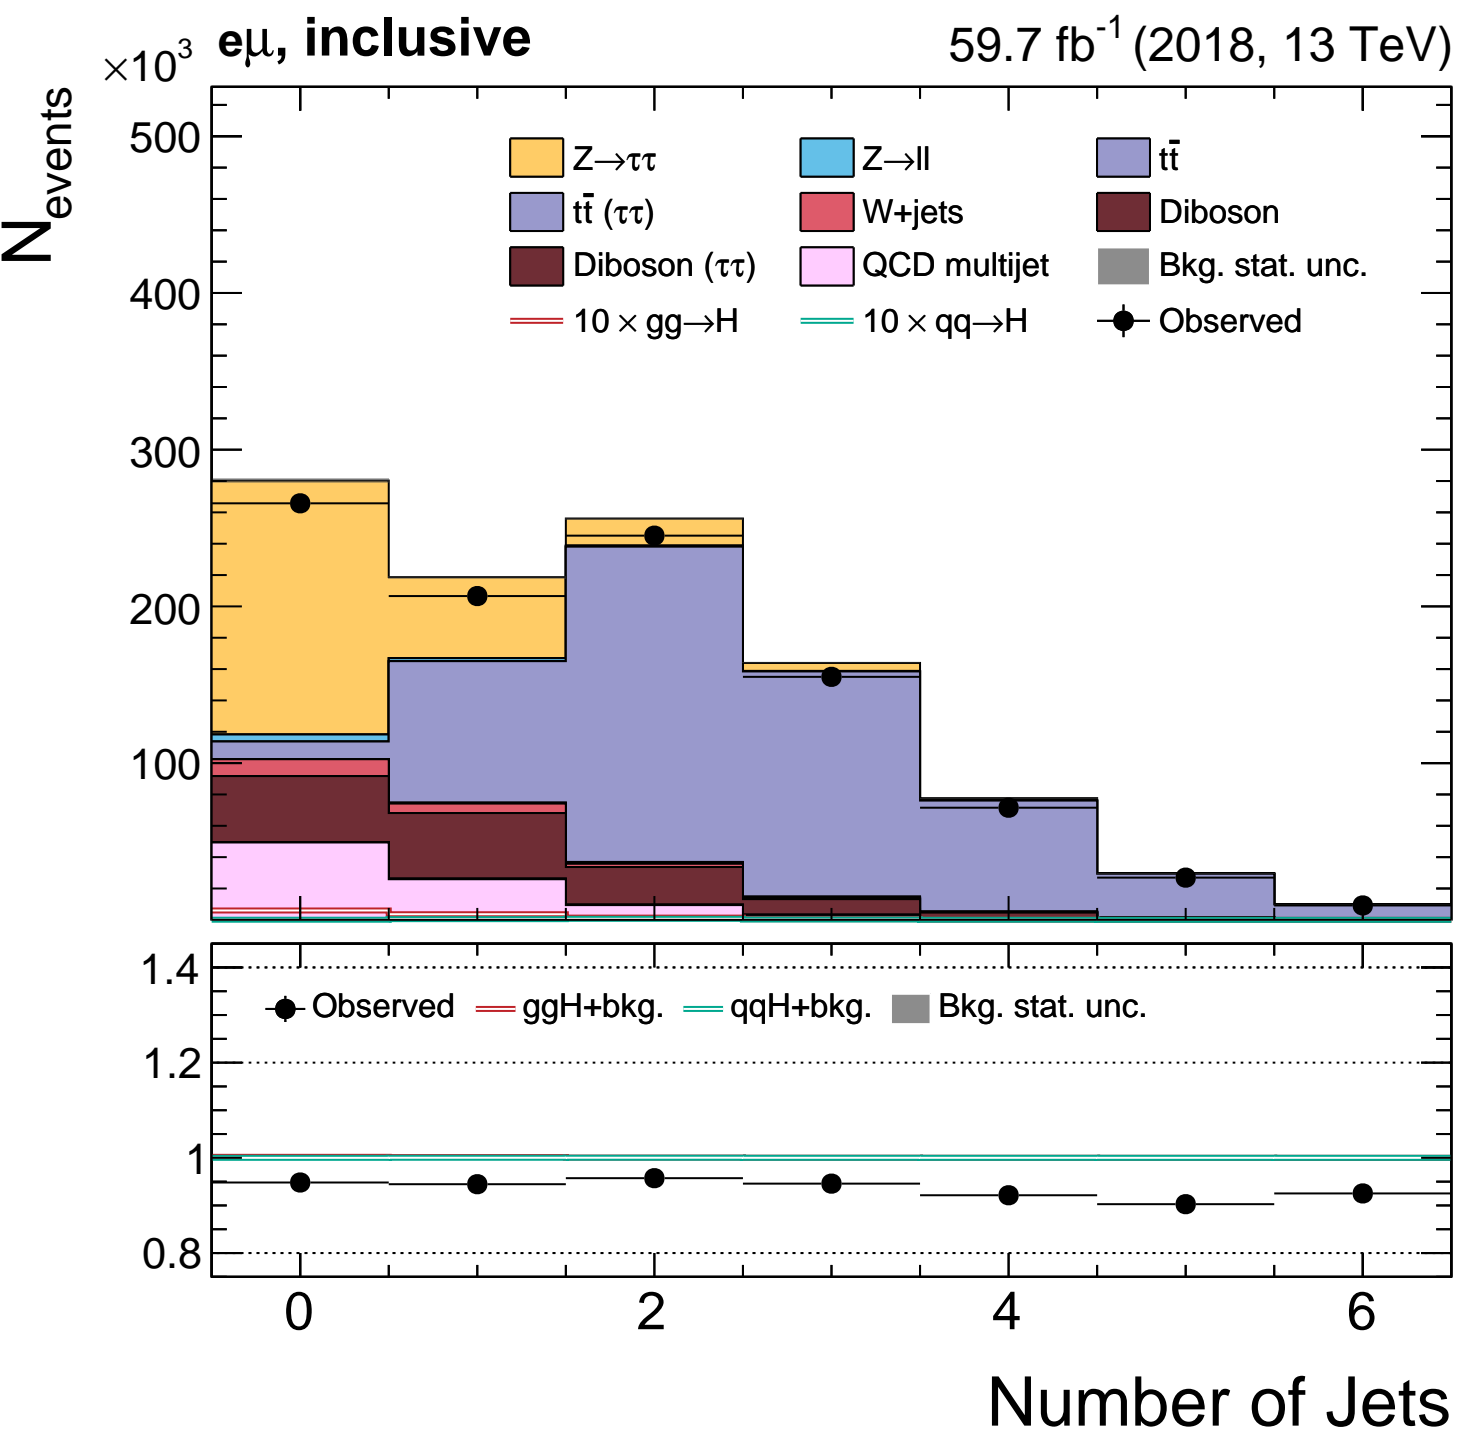 ×10³ eμ, inclusive 59.7 fb⁻¹ (2018, 13 TeV)
N_events
500
400
300
200
100
Z→ττ Z→ll tt̄
tt̄ (ττ) W+jets Diboson
Diboson (ττ) QCD multijet Bkg. stat. unc.
10 × gg→H 10 × qq→H Observed
1.4
1.2
1
0.8
Observed ggH+bkg. qqH+bkg. Bkg. stat. unc.
0 2 4 6
Number of Jets